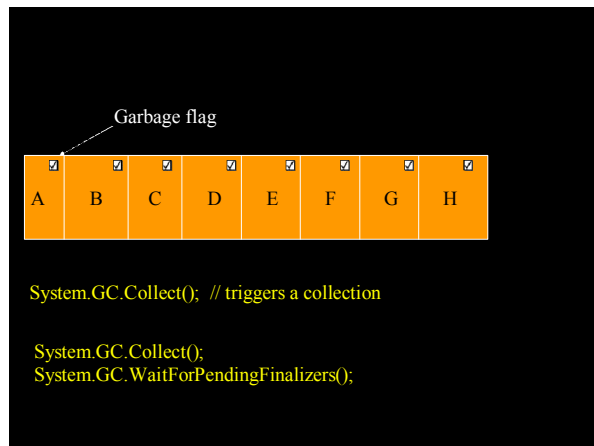 Garbage flag
A B C D E F G H
System.GC.Collect(); // triggers a collection
System.GC.Collect();
System.GC.WaitForPendingFinalizers();